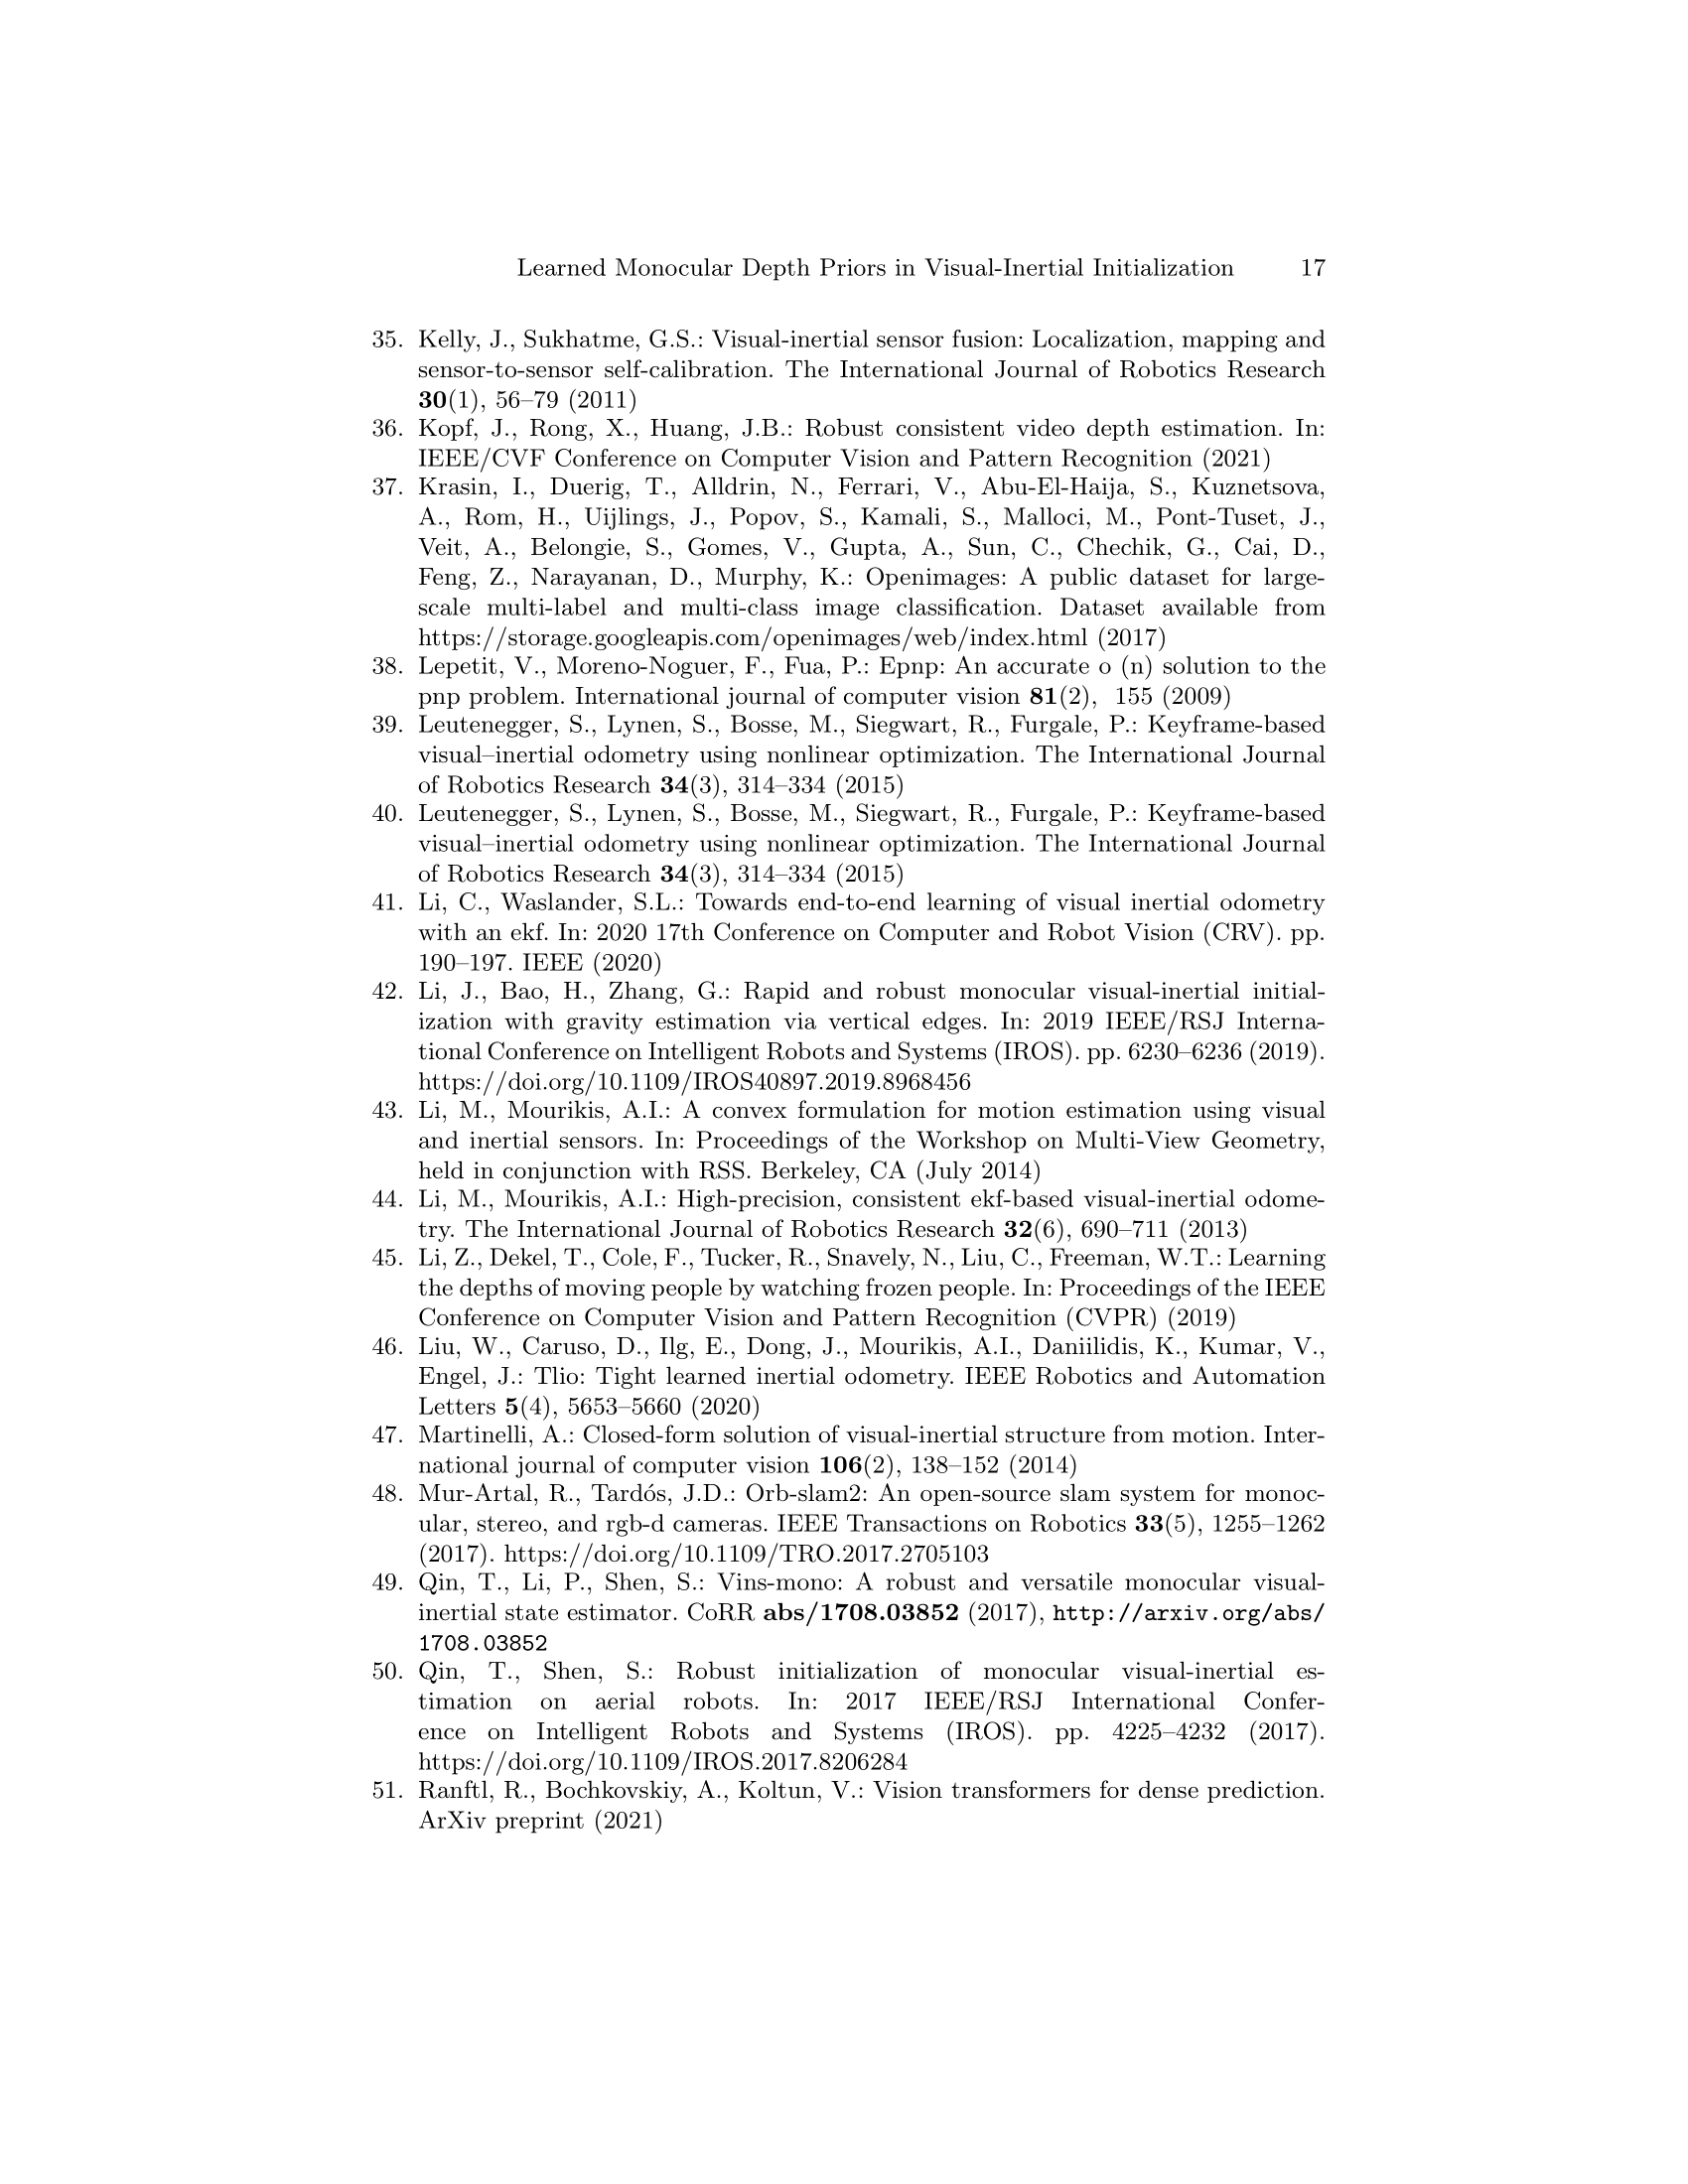 Learned Monocular Depth Priors in Visual-Inertial Initialization 17
35. Kelly, J., Sukhatme, G.S.: Visual-inertial sensor fusion: Localization, mapping and
sensor-to-sensor self-calibration. The International Journal of Robotics Research
30(1), 56–79 (2011)
36. Kopf, J., Rong, X., Huang, J.B.: Robust consistent video depth estimation. In:
IEEE/CVF Conference on Computer Vision and Pattern Recognition (2021)
37. Krasin, I., Duerig, T., Alldrin, N., Ferrari, V., Abu-El-Haija, S., Kuznetsova,
A., Rom, H., Uijlings, J., Popov, S., Kamali, S., Malloci, M., Pont-Tuset, J.,
Veit, A., Belongie, S., Gomes, V., Gupta, A., Sun, C., Chechik, G., Cai, D.,
Feng, Z., Narayanan, D., Murphy, K.: Openimages: A public dataset for large-
scale multi-label and multi-class image classification. Dataset available from
https://storage.googleapis.com/openimages/web/index.html (2017)
38. Lepetit, V., Moreno-Noguer, F., Fua, P.: Epnp: An accurate o (n) solution to the
pnp problem. International journal of computer vision 81(2), 155 (2009)
39. Leutenegger, S., Lynen, S., Bosse, M., Siegwart, R., Furgale, P.: Keyframe-based
visual–inertial odometry using nonlinear optimization. The International Journal
of Robotics Research 34(3), 314–334 (2015)
40. Leutenegger, S., Lynen, S., Bosse, M., Siegwart, R., Furgale, P.: Keyframe-based
visual–inertial odometry using nonlinear optimization. The International Journal
of Robotics Research 34(3), 314–334 (2015)
41. Li, C., Waslander, S.L.: Towards end-to-end learning of visual inertial odometry
with an ekf. In: 2020 17th Conference on Computer and Robot Vision (CRV). pp.
190–197. IEEE (2020)
42. Li, J., Bao, H., Zhang, G.: Rapid and robust monocular visual-inertial initial-
ization with gravity estimation via vertical edges. In: 2019 IEEE/RSJ Interna-
tional Conference on Intelligent Robots and Systems (IROS). pp. 6230–6236 (2019).
https://doi.org/10.1109/IROS40897.2019.8968456
43. Li, M., Mourikis, A.I.: A convex formulation for motion estimation using visual
and inertial sensors. In: Proceedings of the Workshop on Multi-View Geometry,
held in conjunction with RSS. Berkeley, CA (July 2014)
44. Li, M., Mourikis, A.I.: High-precision, consistent ekf-based visual-inertial odome-
try. The International Journal of Robotics Research 32(6), 690–711 (2013)
45. Li, Z., Dekel, T., Cole, F., Tucker, R., Snavely, N., Liu, C., Freeman, W.T.: Learning
the depths of moving people by watching frozen people. In: Proceedings of the IEEE
Conference on Computer Vision and Pattern Recognition (CVPR) (2019)
46. Liu, W., Caruso, D., Ilg, E., Dong, J., Mourikis, A.I., Daniilidis, K., Kumar, V.,
Engel, J.: Tlio: Tight learned inertial odometry. IEEE Robotics and Automation
Letters 5(4), 5653–5660 (2020)
47. Martinelli, A.: Closed-form solution of visual-inertial structure from motion. Inter-
national journal of computer vision 106(2), 138–152 (2014)
48. Mur-Artal, R., Tardós, J.D.: Orb-slam2: An open-source slam system for monoc-
ular, stereo, and rgb-d cameras. IEEE Transactions on Robotics 33(5), 1255–1262
(2017). https://doi.org/10.1109/TRO.2017.2705103
49. Qin, T., Li, P., Shen, S.: Vins-mono: A robust and versatile monocular visual-
inertial state estimator. CoRR abs/1708.03852 (2017), http://arxiv.org/abs/
1708.03852
50. Qin, T., Shen, S.: Robust initialization of monocular visual-inertial es-
timation on aerial robots. In: 2017 IEEE/RSJ International Confer-
ence on Intelligent Robots and Systems (IROS). pp. 4225–4232 (2017).
https://doi.org/10.1109/IROS.2017.8206284
51. Ranftl, R., Bochkovskiy, A., Koltun, V.: Vision transformers for dense prediction.
ArXiv preprint (2021)